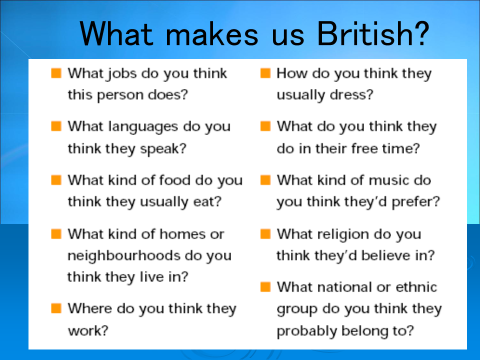 What makes us British?
What jobs do you think
this person does?
What languages do you
think they speak?
What kind of food do you
think they usually eat?
What kind of homes or
neighbourhoods do you
think they live in?
Where do you think they
work?
How do you think they
usually dress?
What do you think they
do in their free time?
What kind of music do
you think they’d prefer?
What religion do you
think they’d believe in?
What national or ethnic
group do you think they
probably belong to?